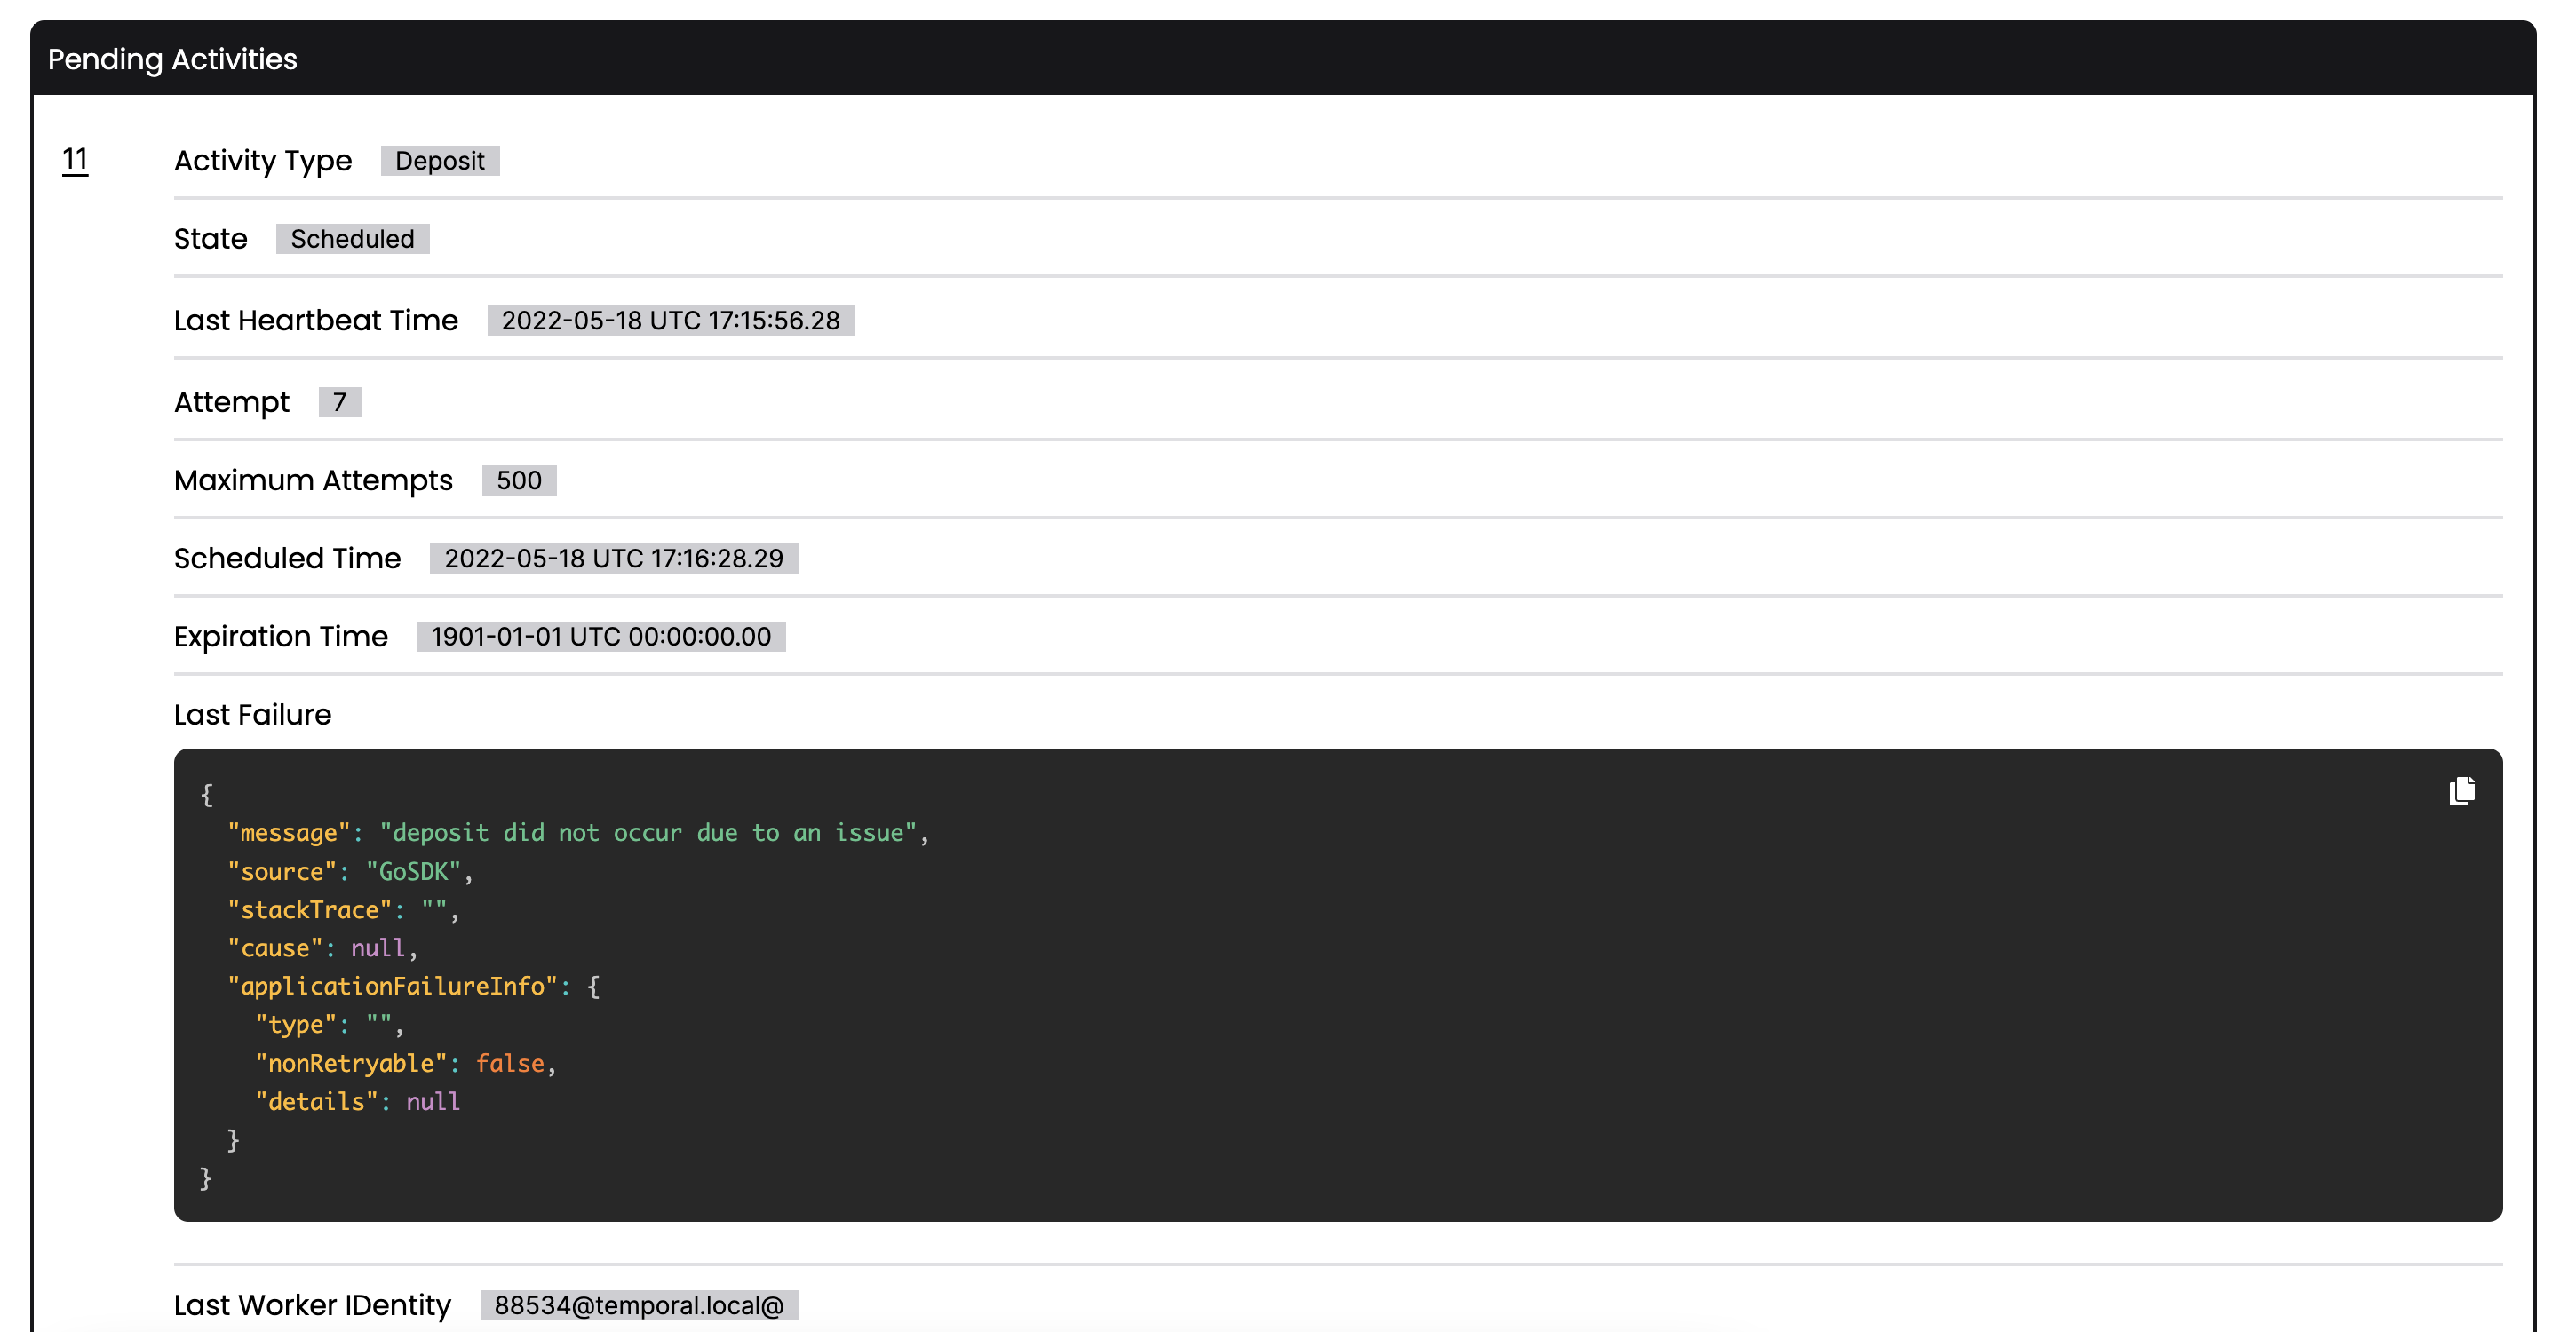 Pending Activities
11 Activity Type Deposit
State Scheduled
Last Heartbeat Time 2022-05-18 UTC 17:15:56.28
Attempt 7
Maximum Attempts 500
Scheduled Time 2022-05-18 UTC 17:16:28.29
Expiration Time 1901-01-01 UTC 00:00:00.00
Last Failure
{
  "message": "deposit did not occur due to an issue",
  "source": "GoSDK",
  "stackTrace": "",
  "cause": null,
  "applicationFailureInfo": {
    "type": "",
    "nonRetryable": false,
    "details": null
  }
}
Last Worker IDentity 88534@temporal.local@